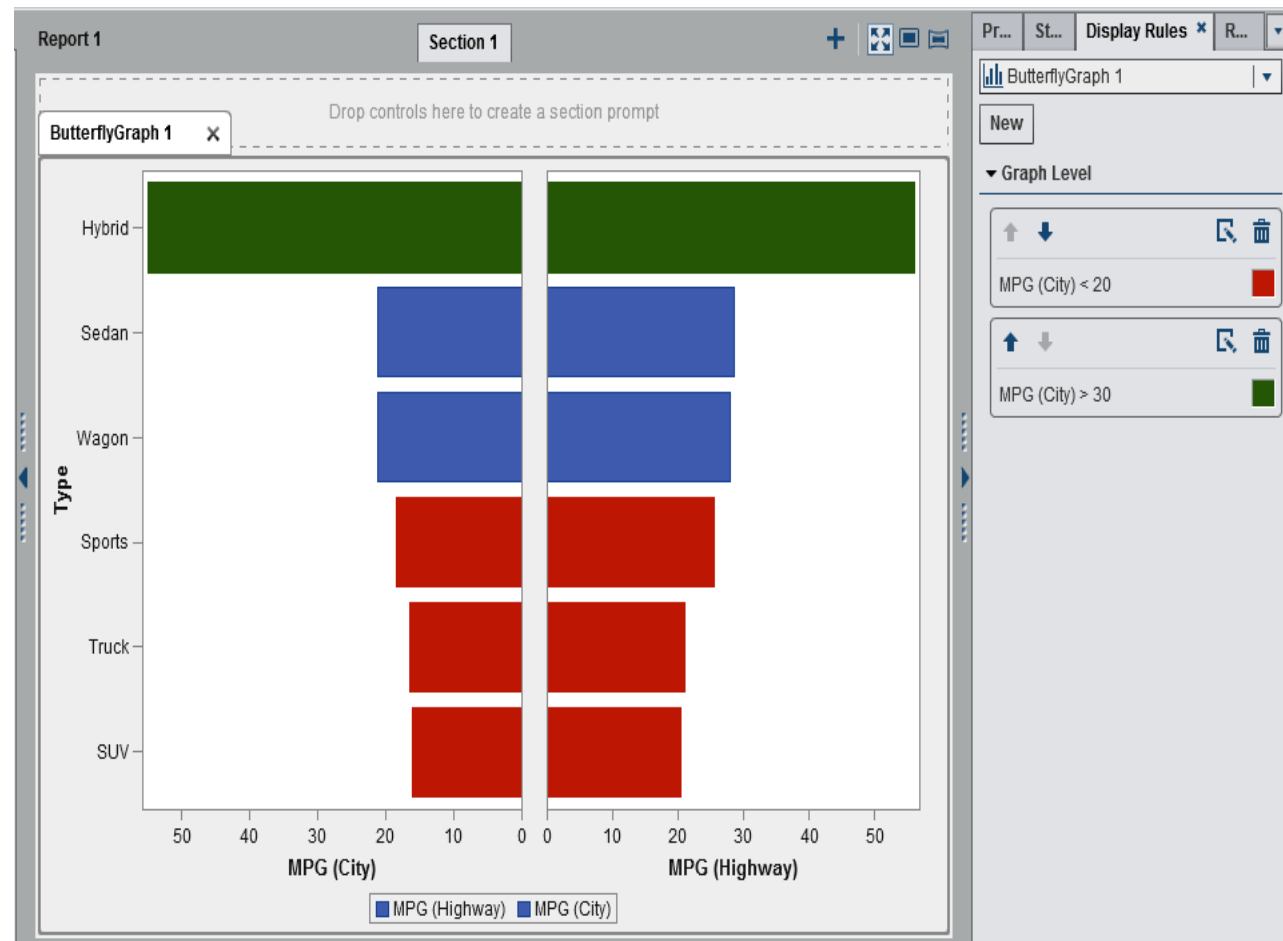 Report 1
Section 1
Pr...
St...
Display Rules
R...
ButterflyGraph 1
New
Graph Level
MPG (City) < 20
MPG (City) > 30
Drop controls here to create a section prompt
ButterflyGraph 1
Type
Hybrid
Sedan
Wagon
Sports
Truck
SUV
50 40 30 20 10 0 0 10 20 30 40 50
MPG (City) MPG (Highway)
MPG (Highway) MPG (City)